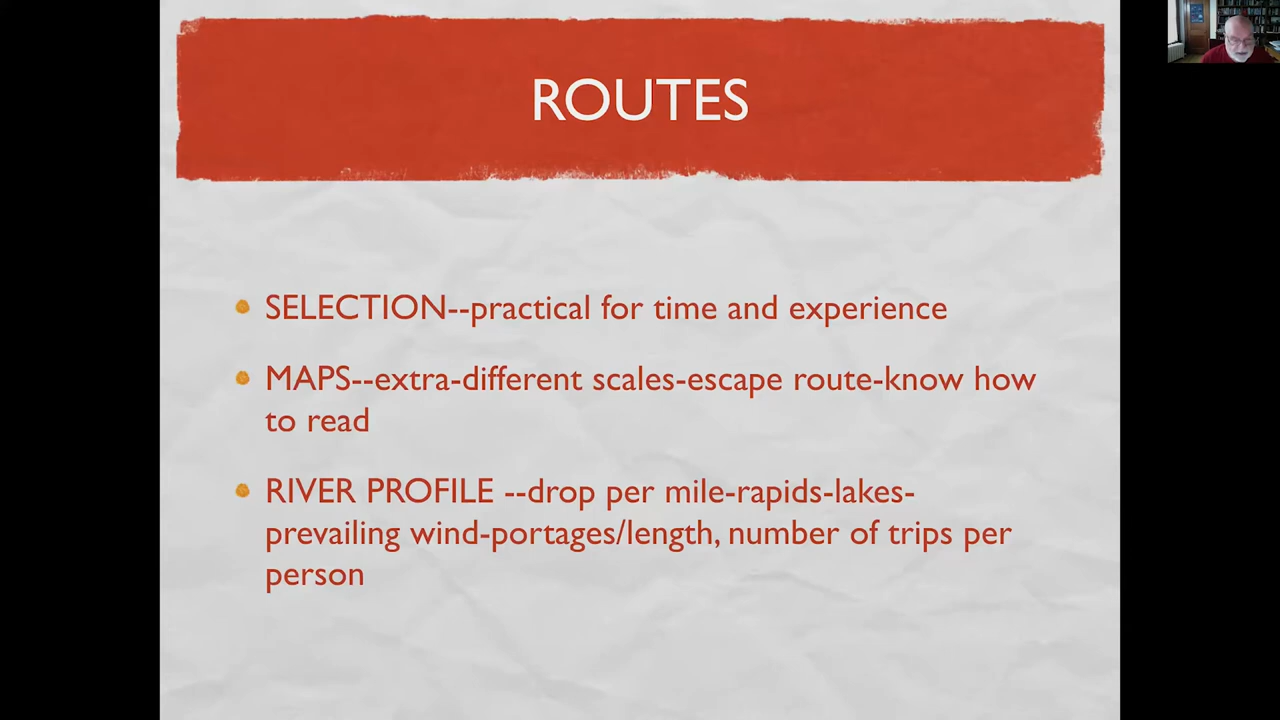 ROUTES
SELECTION--practical for time and experience
MAPS--extra-different scales-escape route-know how
to read
RIVER PROFILE --drop per mile-rapids-lakes-
prevailing wind-portages/length, number of trips per
person